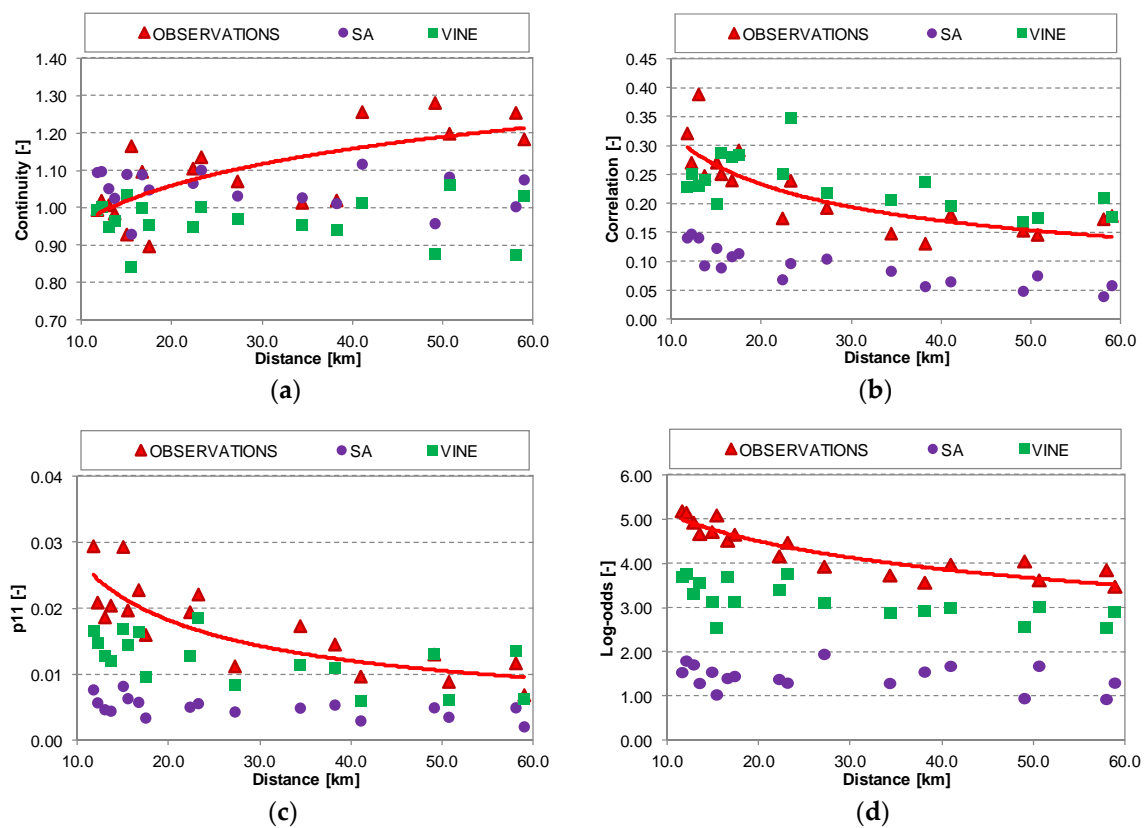 OBSERVATIONS SA VINE
1.40
1.30
1.20
1.10
1.00
0.90
0.80
0.70
Continuity [-]
10.0 20.0 30.0 40.0 50.0 60.0
Distance [km]
(a)
OBSERVATIONS SA VINE
0.45
0.40
0.35
0.30
0.25
0.20
0.15
0.10
0.05
0.00
Correlation [-]
10.0 20.0 30.0 40.0 50.0 60.0
Distance [km]
(b)
OBSERVATIONS SA VINE
0.04
0.03
0.02
0.01
0.00
p11 [-]
10.0 20.0 30.0 40.0 50.0 60.0
Distance [km]
(c)
OBSERVATIONS SA VINE
6.00
5.00
4.00
3.00
2.00
1.00
0.00
Log-odds [-]
10.0 20.0 30.0 40.0 50.0 60.0
Distance [km]
(d)